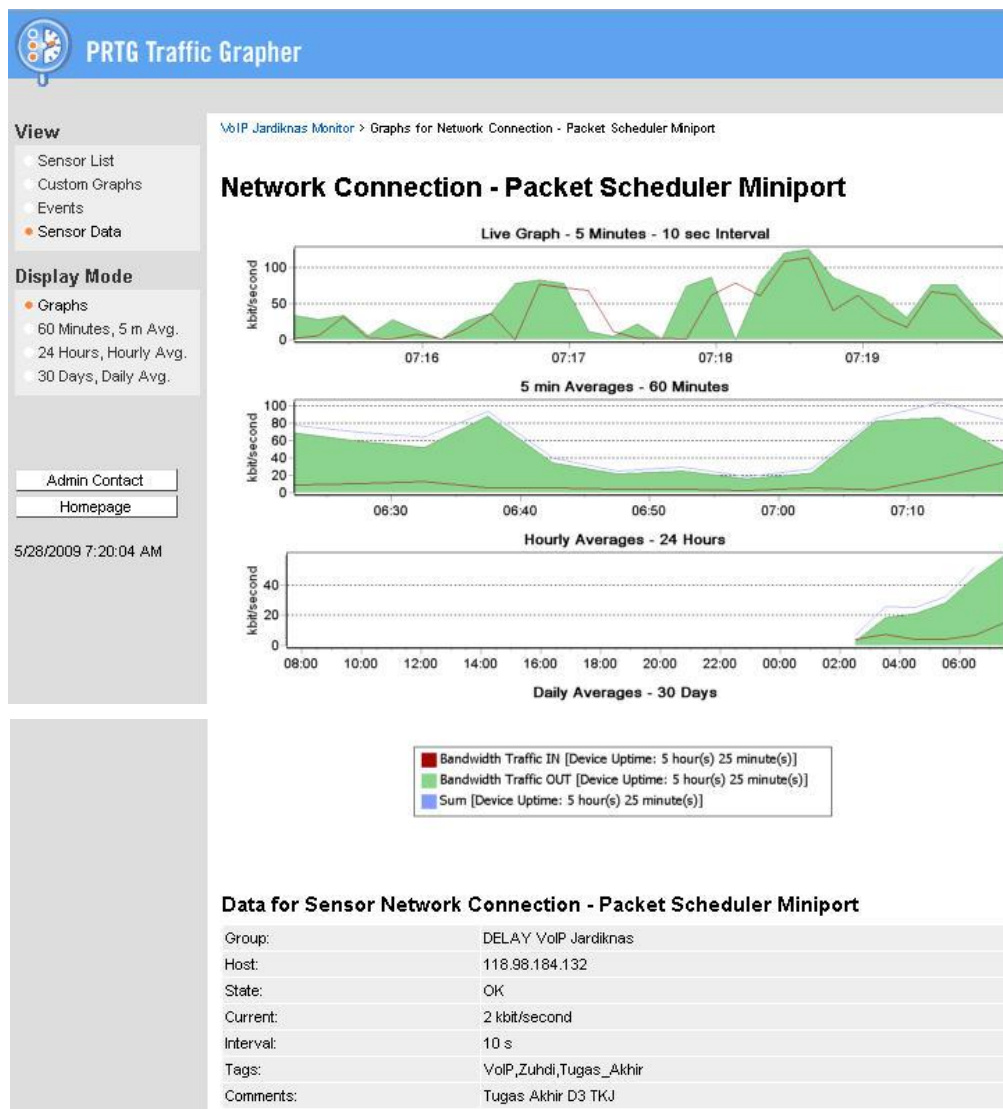 PRTG Traffic Grapher
View
Sensor List
Custom Graphs
Events
Sensor Data
Display Mode
Graphs
60 Minutes, 5 m Avg.
24 Hours, Hourly Avg.
30 Days, Daily Avg.
Admin Contact
Homepage
5/28/2009 7:20:04 AM
VoIP Jardiknas Monitor > Graphs for Network Connection - Packet Scheduler Miniport
Network Connection - Packet Scheduler Miniport
Live Graph - 5 Minutes - 10 sec Interval
kbit/second
100
50
0
07:16 07:17 07:18 07:19
5 min Averages - 60 Minutes
kbit/second
100
80
60
40
20
0
06:30 06:40 06:50 07:00 07:10
Hourly Averages - 24 Hours
kbit/second
40
20
0
08:00 10:00 12:00 14:00 16:00 18:00 20:00 22:00 00:00 02:00 04:00 06:00
Daily Averages - 30 Days
Bandwidth Traffic IN [Device Uptime: 5 hour(s) 25 minute(s)]
Bandwidth Traffic OUT [Device Uptime: 5 hour(s) 25 minute(s)]
Sum [Device Uptime: 5 hour(s) 25 minute(s)]
Data for Sensor Network Connection - Packet Scheduler Miniport
Group: DELAY VoIP Jardiknas
Host: 118.98.184.132
State: OK
Current: 2 kbit/second
Interval: 10 s
Tags: VoIP,Zuhdi,Tugas_Akhir
Comments: Tugas Akhir D3 TKJ